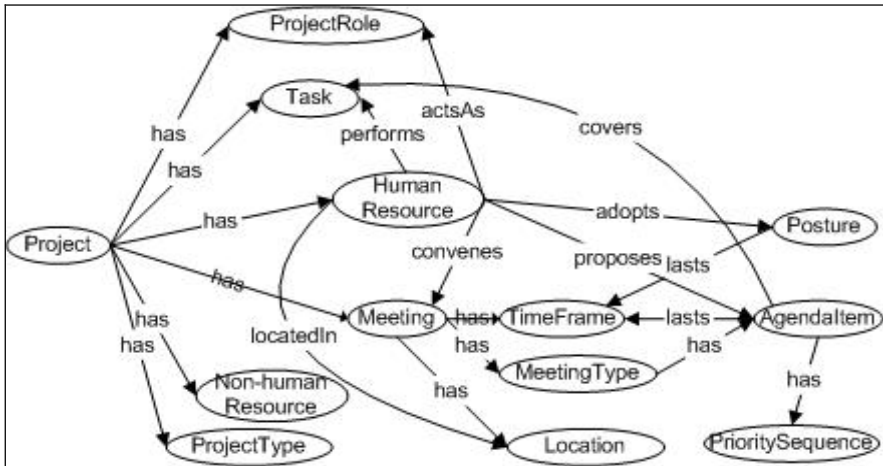 ProjectRole
Task
actsAs
covers
has
performs
has
Human
Resource
has
adopts
Posture
Project
convenes
proposes
lasts
has
Meeting
has
TimeFrame
lasts
AgendaItem
has
locatedIn
has
has
has
MeetingType
has
Non-human
Resource
has
ProjectType
Location
PrioritySequence